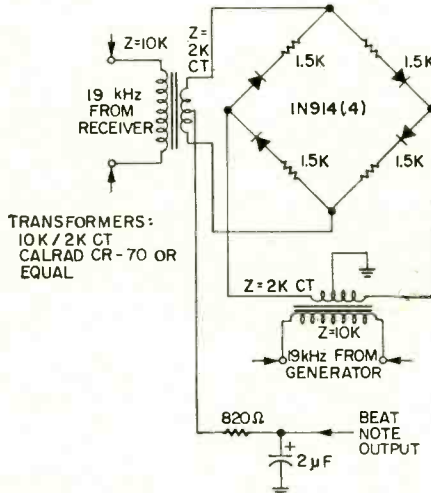 Z=10K
Z=
2K
CT
19 kHz
FROM
RECEIVER
1.5K
1.5K
1N914(4)
1.5K
1.5K
TRANSFORMERS:
10K/2K CT
CALRAD CR-70 OR
EQUAL
Z=2K CT
Z=10K
19kHz FROM
GENERATOR
820Ω
BEAT
NOTE
OUTPUT
+
2µF